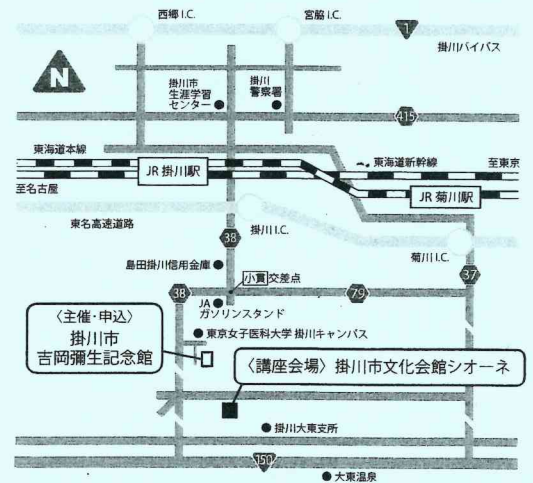 西郷 I.C.
宮脇 I.C.
1
掛川バイパス
N
掛川市
生涯学習
センター
掛川
警察署
415
東海道本線
JR 掛川駅
東海道新幹線
至東京
至名古屋
JR 菊川駅
東名高速道路
掛川 I.C.
菊川 I.C.
38
37
島田掛川信用金庫
小貫 交差点
38
79
JA
ガソリンスタンド
〈主催・申込〉
掛川市
吉岡彌生記念館
東京女子医科大学 掛川キャンパス
〈講座会場〉掛川市文化会館シオーネ
掛川大東支所
150
大東温泉